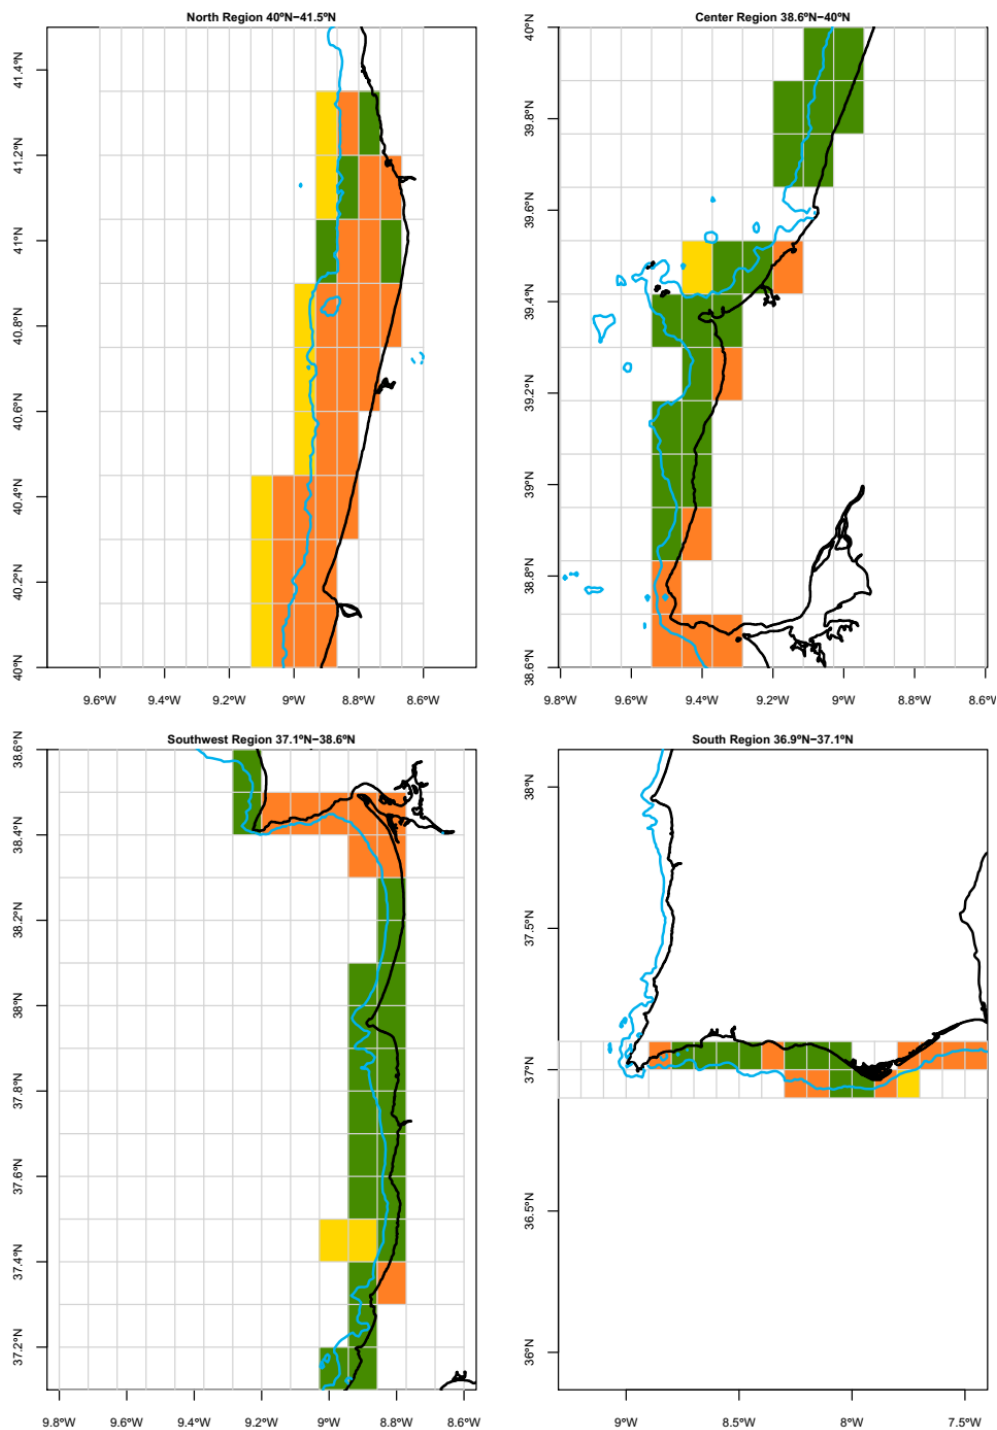 North Region 40ºN−41.5ºN
41.4ºN
41.2ºN
41ºN
40.8ºN
40.6ºN
40.4ºN
40.2ºN
40ºN
9.6ºW 9.4ºW 9.2ºW 9ºW 8.8ºW 8.6ºW
Center Region 38.6ºN−40ºN
40ºN
39.8ºN
39.6ºN
39.4ºN
39.2ºN
39ºN
38.8ºN
38.6ºN
9.8ºW 9.6ºW 9.4ºW 9.2ºW 9ºW 8.8ºW 8.6ºW
Southwest Region 37.1ºN−38.6ºN
38.6ºN
38.4ºN
38.2ºN
38ºN
37.8ºN
37.6ºN
37.4ºN
37.2ºN
9.8ºW 9.6ºW 9.4ºW 9.2ºW 9ºW 8.8ºW 8.6ºW
South Region 36.9ºN−37.1ºN
38ºN
37.5ºN
37ºN
36.5ºN
36ºN
9ºW 8.5ºW 8ºW 7.5ºW